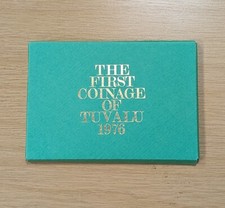 THE
FIRST
COINAGE
OF
TUVALU
1976